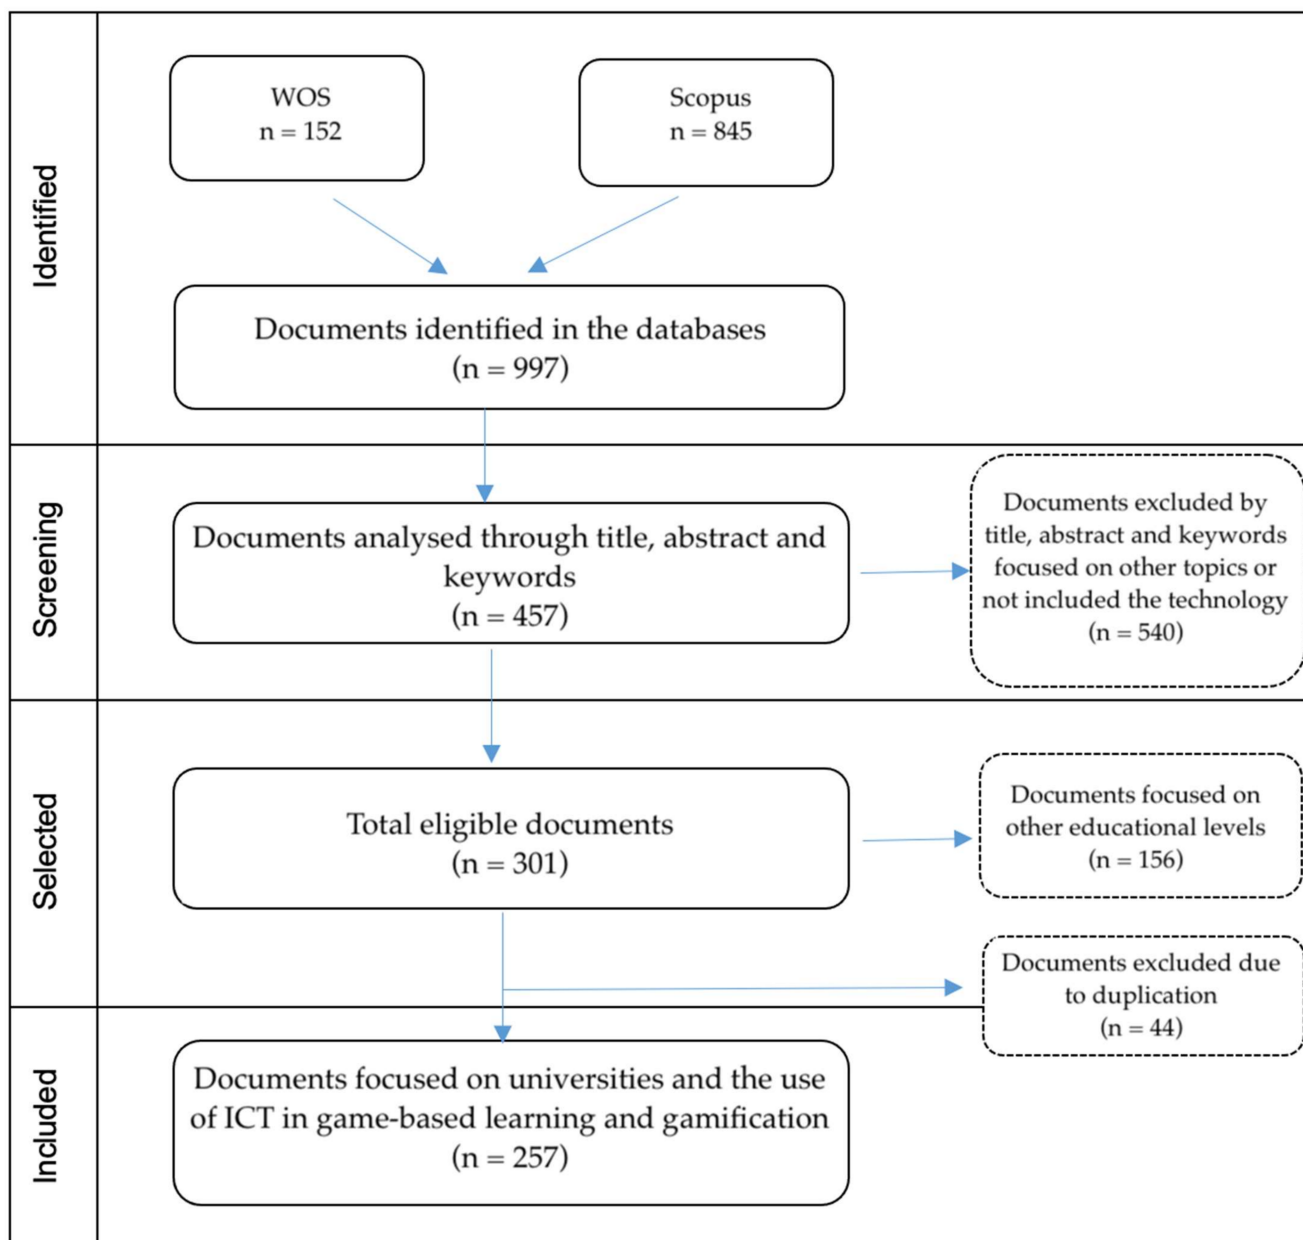 Identified
WOS
n = 152
Scopus
n = 845
Documents identified in the databases
(n = 997)
Screening
Documents analysed through title, abstract and
keywords
(n = 457)
Documents excluded by
title, abstract and keywords
focused on other topics or
not included the technology
(n = 540)
Selected
Total eligible documents
(n = 301)
Documents focused on
other educational levels
(n = 156)
Documents excluded due
to duplication
(n = 44)
Included
Documents focused on universities and the use
of ICT in game-based learning and gamification
(n = 257)